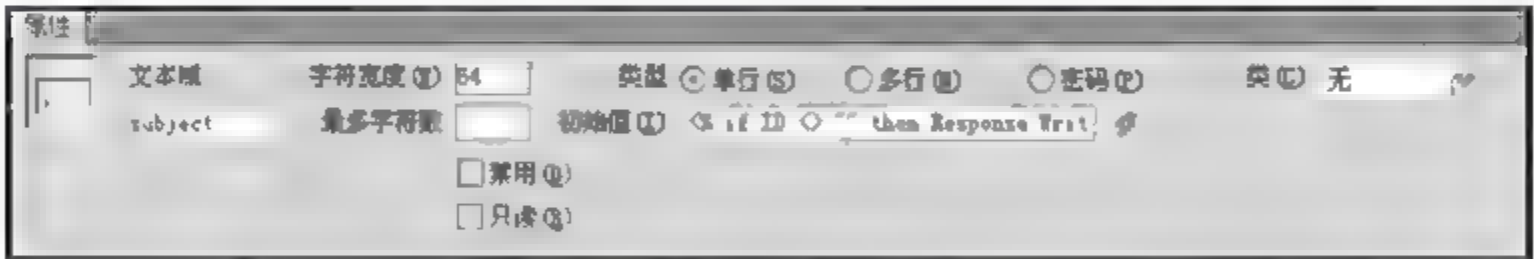 属性
文本域 字符宽度(W) 64 类型 单行(S) 多行(M) 密码(P) 类(C) 无
subject 最多字符数 初始值(I) <% if ID <> "" then Response Writ
禁用(D)
只读(R)